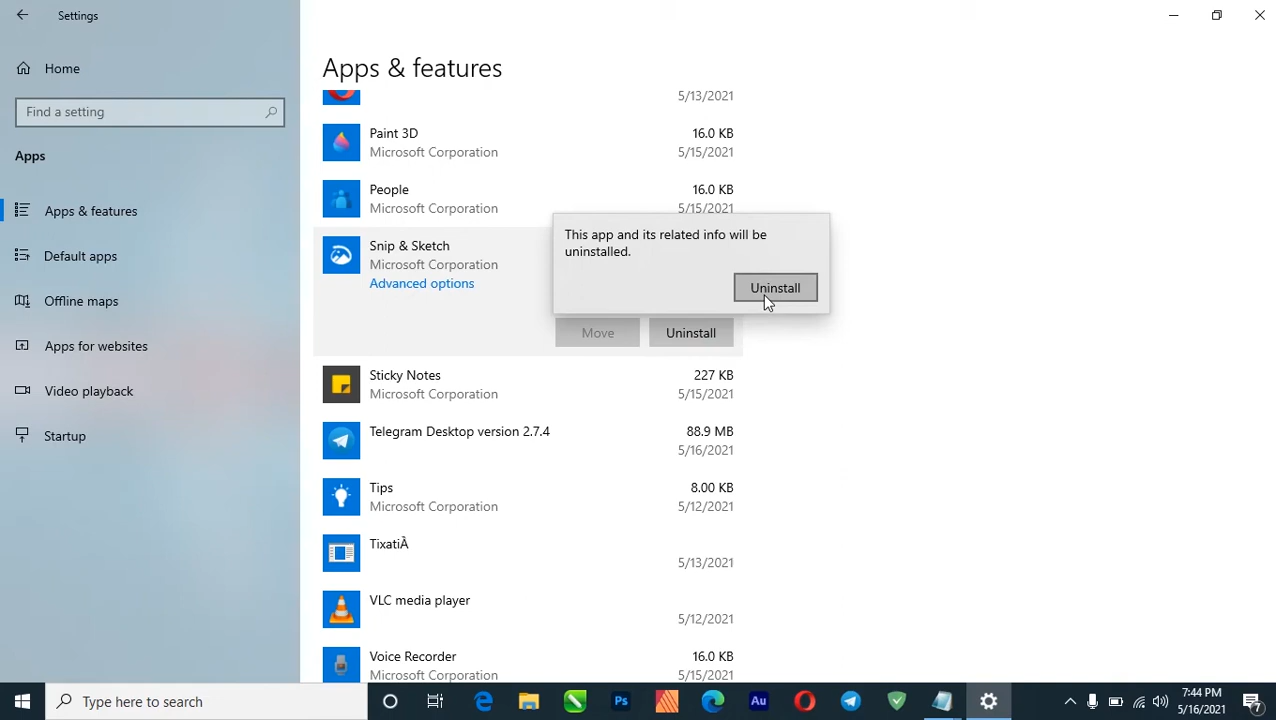 Settings
Home
Find a setting
Apps
Apps & features
Default apps
Offline maps
Apps for websites
Video playback
Startup
Apps & features
5/13/2021
Paint 3D
16.0 KB
Microsoft Corporation
5/15/2021
People
16.0 KB
Microsoft Corporation
5/15/2021
Snip & Sketch
Microsoft Corporation
Advanced options
This app and its related info will be
uninstalled.
Uninstall
Move
Uninstall
Sticky Notes
227 KB
Microsoft Corporation
5/15/2021
Telegram Desktop version 2.7.4
88.9 MB
5/16/2021
Tips
8.00 KB
Microsoft Corporation
5/12/2021
TixatiÀ
5/13/2021
VLC media player
5/12/2021
Voice Recorder
16.0 KB
Microsoft Corporation
5/15/2021
Type here to search
Ps
Au
7:44 PM
5/16/2021
7